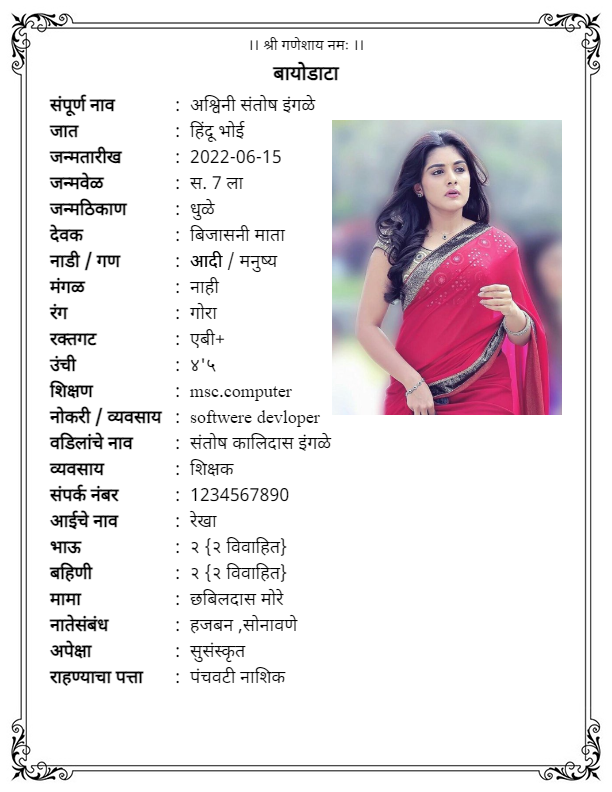 ।। श्री गणेशाय नमः ।।
बायोडाटा
संपूर्ण नाव : अश्विनी संतोष इंगळे
जात : हिंदू भोई
जन्मतारीख : 2022-06-15
जन्मवेळ : स. 7 ला
जन्मठिकाण : धुळे
देवक : बिजासनी माता
नाडी / गण : आदी / मनुष्य
मंगळ : नाही
रंग : गोरा
रक्तगट : एबी+
उंची : ४'५
शिक्षण : msc.computer
नोकरी / व्यवसाय : softwere devloper
वडिलांचे नाव : संतोष कालिदास इंगळे
व्यवसाय : शिक्षक
संपर्क नंबर : 1234567890
आईचे नाव : रेखा
भाऊ : २ {२ विवाहित}
बहिणी : २ {२ विवाहित}
मामा : छबिलदास मोरे
नातेसंबंध : हजबन ,सोनावणे
अपेक्षा : सुसंस्कृत
राहण्याचा पत्ता : पंचवटी नाशिक